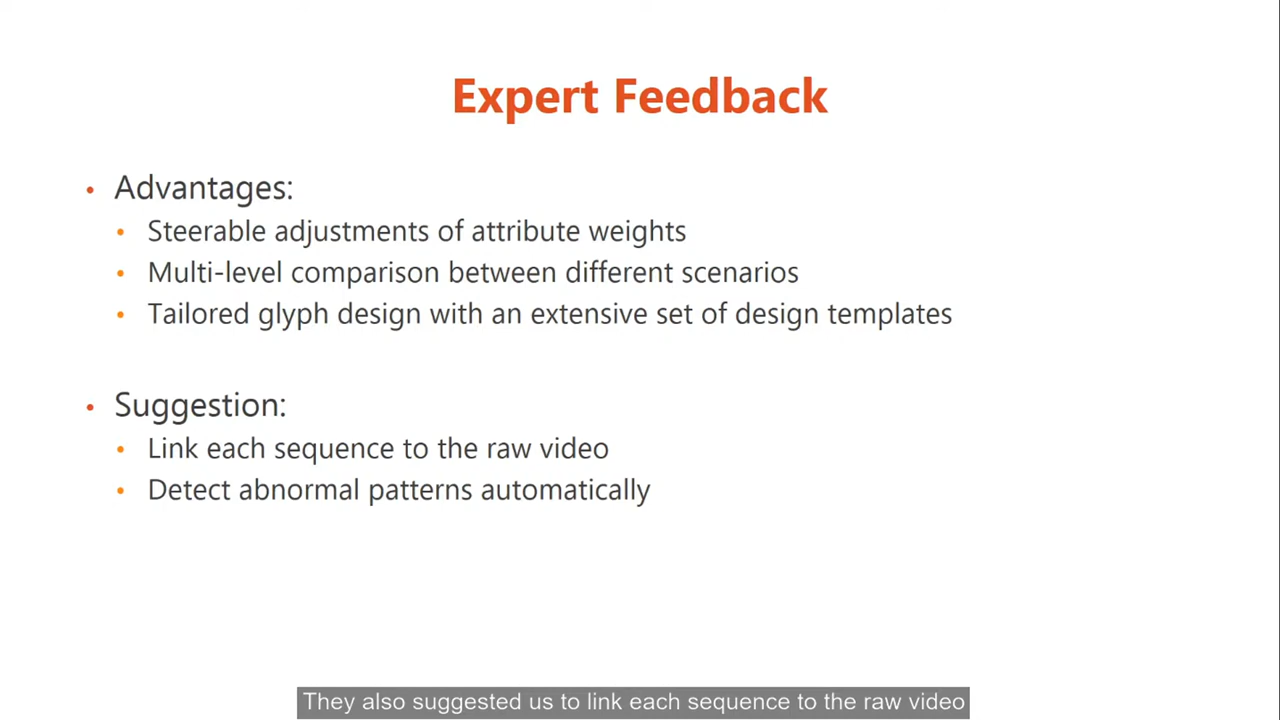 Expert Feedback
• Advantages:
• Steerable adjustments of attribute weights
• Multi-level comparison between different scenarios
• Tailored glyph design with an extensive set of design templates
• Suggestion:
• Link each sequence to the raw video
• Detect abnormal patterns automatically
They also suggested us to link each sequence to the raw video